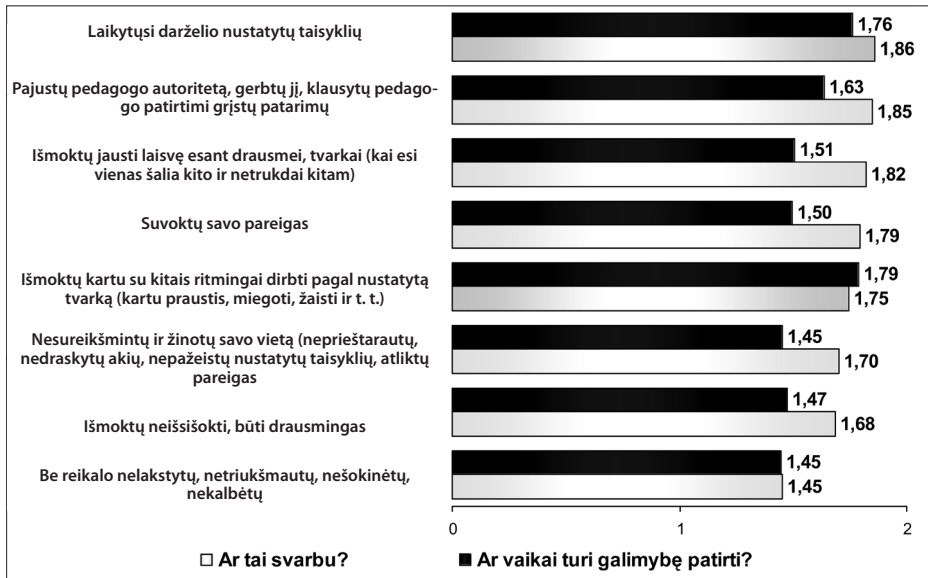 Laikytųsi darželio nustatytų taisyklių
1,76
1,86
Pajustų pedagogo autoritetą, gerbtų jį, klausytų pedago-
go patirtimi grįstų patarimų
1,63
1,85
Išmoktų jausti laisvę esant drausmei, tvarkai (kai esi
vienas šalia kito ir netrukdai kitam)
1,51
1,82
Suvoktų savo pareigas
1,50
1,79
Išmoktų kartu su kitais ritmingai dirbti pagal nustatytą
tvarką (kartu praustis, miegoti, žaisti ir t. t.)
1,79
1,75
Nesureikšmintų ir žinotų savo vietą (neprieštarautų,
nedraskytų akių, nepažeistų nustatytų taisyklių, atliktų
pareigas
1,45
1,70
Išmoktų neišsišokti, būti drausmingas
1,47
1,68
Be reikalo nelakstytų, netriukšmautų, nešokinėtų,
nekalbėtų
1,45
1,45
0 1 2
Ar tai svarbu? Ar vaikai turi galimybę patirti?